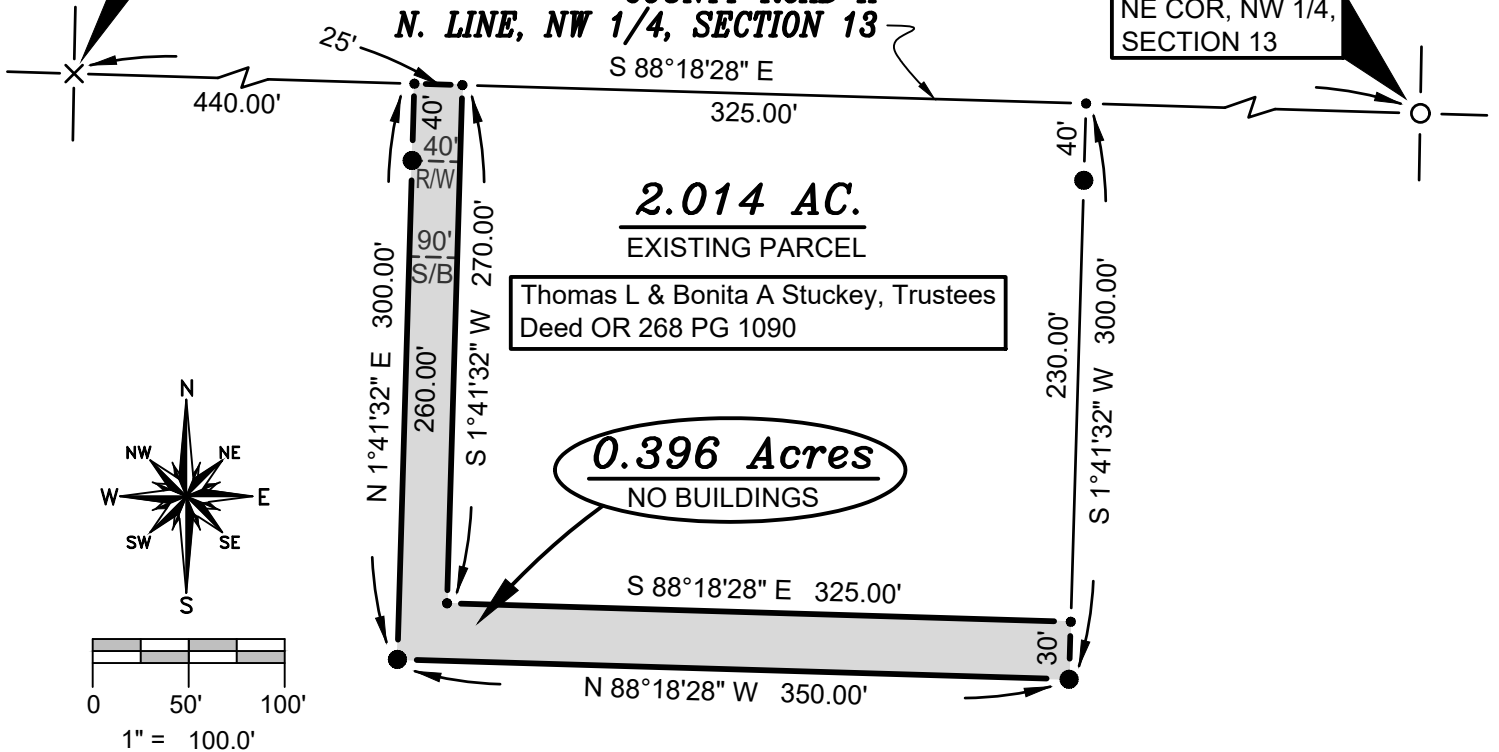 N. LINE, NW 1/4, SECTION 13
NE COR, NW 1/4,
SECTION 13
25'
S 88°18'28" E
440.00'
325.00'
40'
40'
40'
R/W
90'
S/B
2.014 AC.
EXISTING PARCEL
Thomas L & Bonita A Stuckey, Trustees
Deed OR 268 PG 1090
N 1°41'32" E 300.00'
260.00'
S 1°41'32" W 270.00'
230.00'
S 1°41'32" W 300.00'
0.396 Acres
NO BUILDINGS
N
NW
NE
W
E
SW
SE
S
S 88°18'28" E 325.00'
30'
N 88°18'28" W 350.00'
0 50' 100'
1" = 100.0'